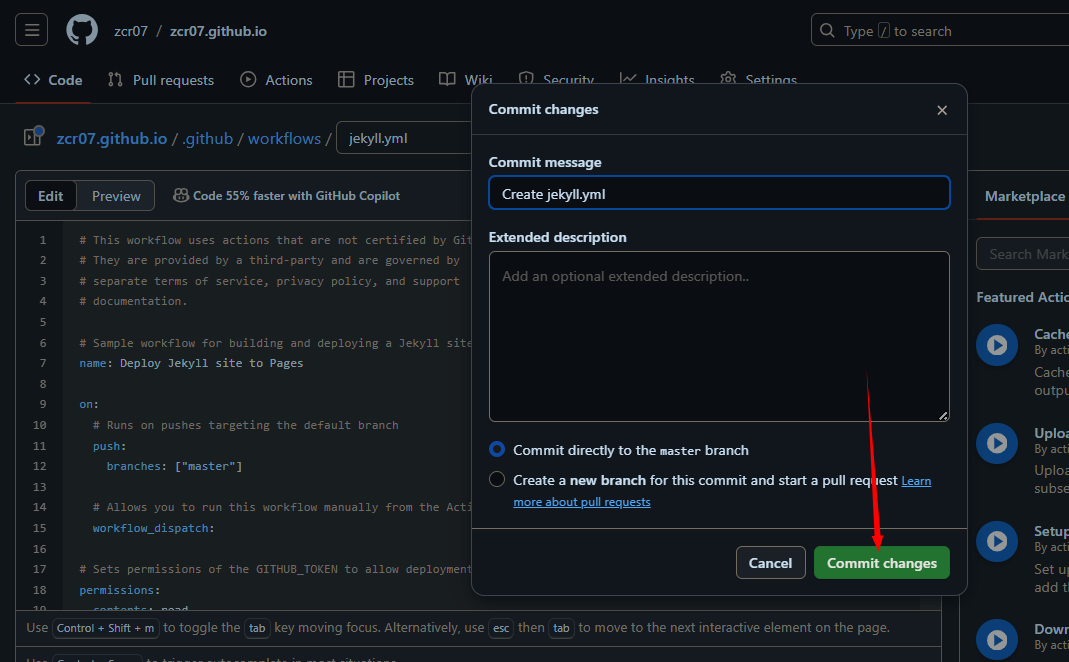 zcr07 / zcr07.github.io
Type / to search
Code Pull requests Actions Projects Wiki Security Insights Settings
zcr07.github.io / .github / workflows / jekyll.yml
Edit Preview Code 55% faster with GitHub Copilot
1 # This workflow uses actions that are not certified by Git
2 # They are provided by a third-party and are governed by
3 # separate terms of service, privacy policy, and support
4 # documentation.
5
6 # Sample workflow for building and deploying a Jekyll site
7 name: Deploy Jekyll site to Pages
8
9 on:
10 # Runs on pushes targeting the default branch
11 push:
12 branches: ["master"]
13
14 # Allows you to run this workflow manually from the Acti
15 workflow_dispatch:
16
17 # Sets permissions of the GITHUB_TOKEN to allow deployment
18 permissions:
19 contents: read
Use Control + Shift + m to toggle the tab key moving focus. Alternatively, use esc then tab to move to the next interactive element on the page.
Commit changes
Commit message
Create jekyll.yml
Extended description
Add an optional extended description..
Commit directly to the master branch
Create a new branch for this commit and start a pull request Learn
more about pull requests
Cancel Commit changes
Marketplace
Search Mark
Featured Actio
Cache
By acti
Cache
outpu
Uploa
By acti
Uploa
subse
Setup
By acti
Set up
add th
Down
By acti